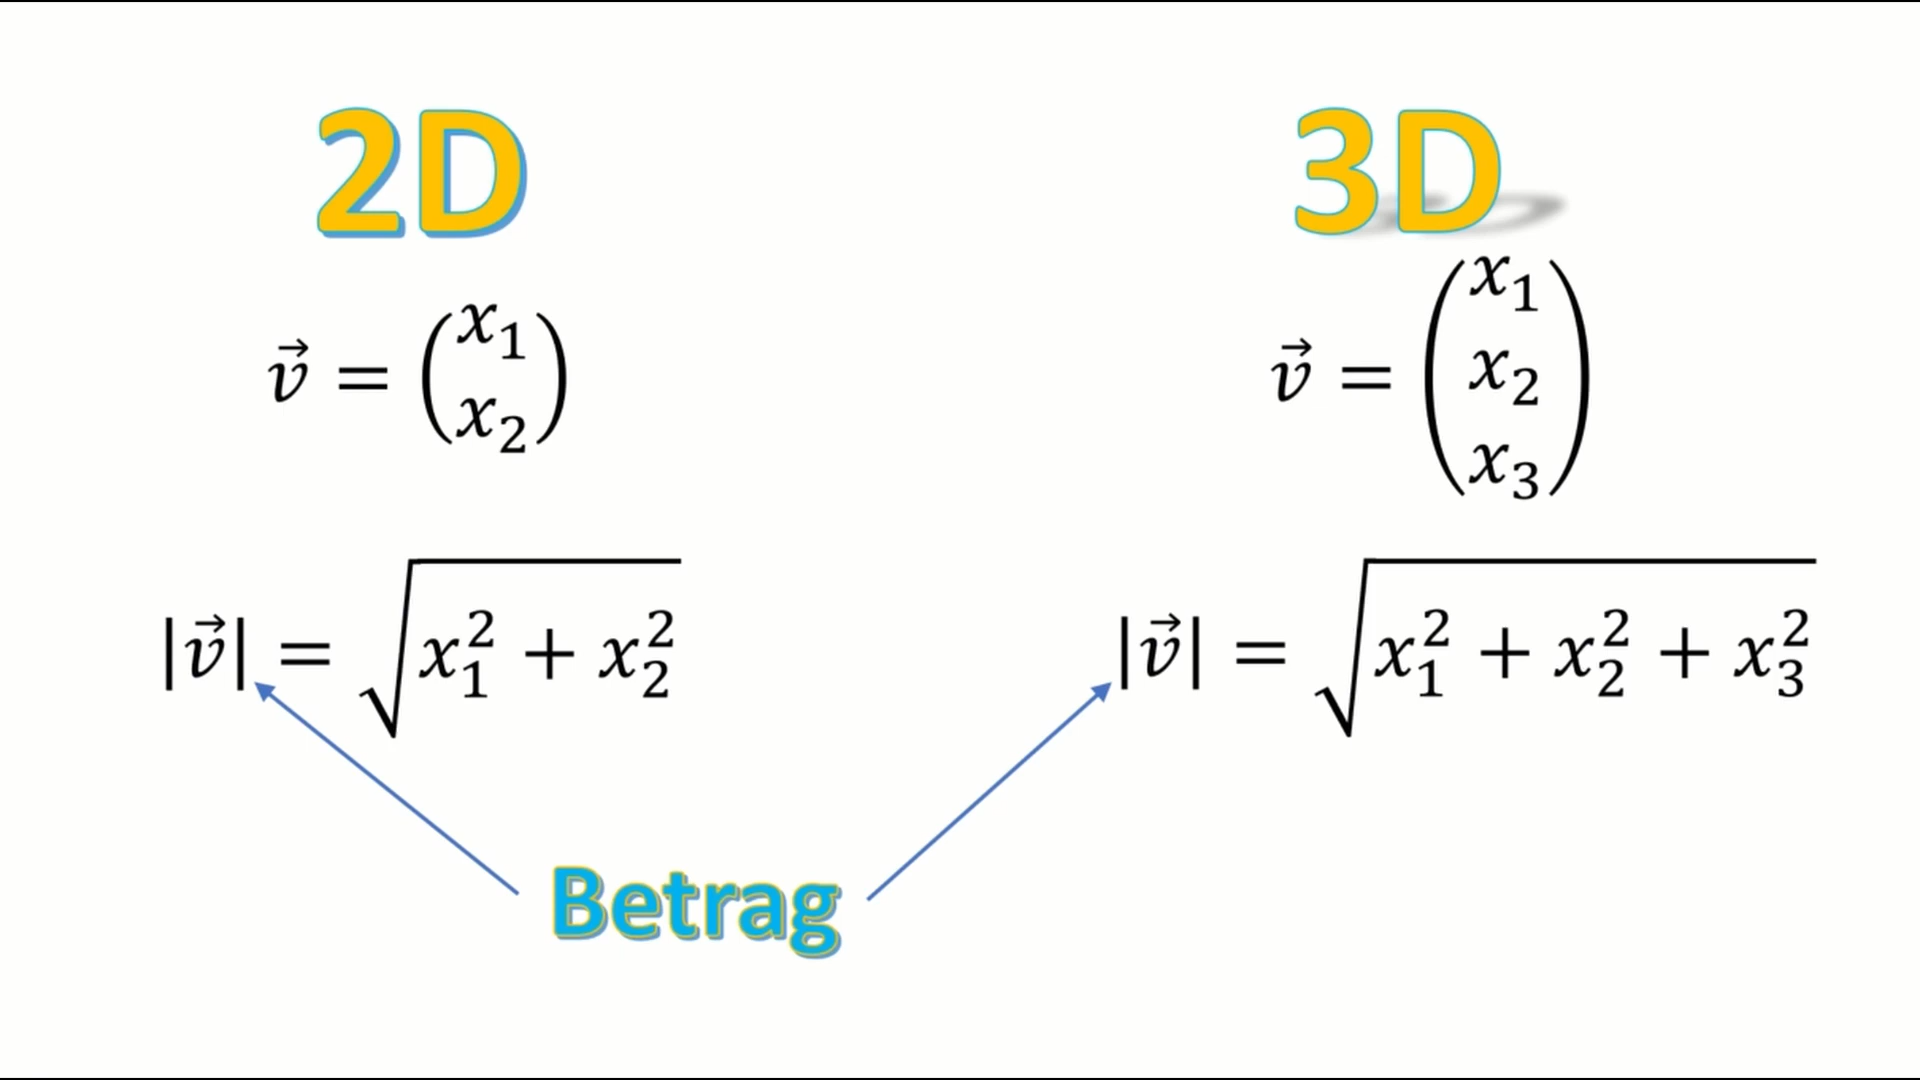 2D
v⃗ = (x₁ x₂)
|v⃗| = √(x₁² + x₂²)
3D
v⃗ = (x₁ x₂ x₃)
|v⃗| = √(x₁² + x₂² + x₃²)
Betrag